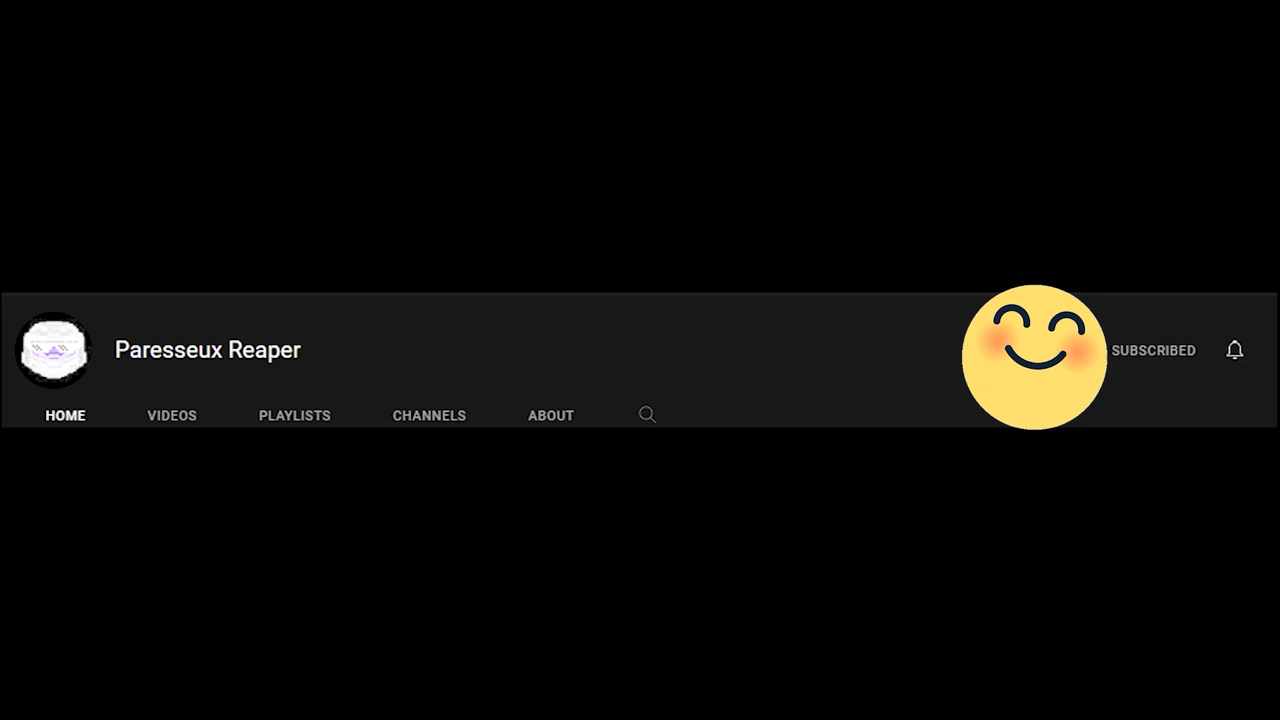 Paresseux Reaper
SUBSCRIBED
HOME VIDEOS PLAYLISTS CHANNELS ABOUT